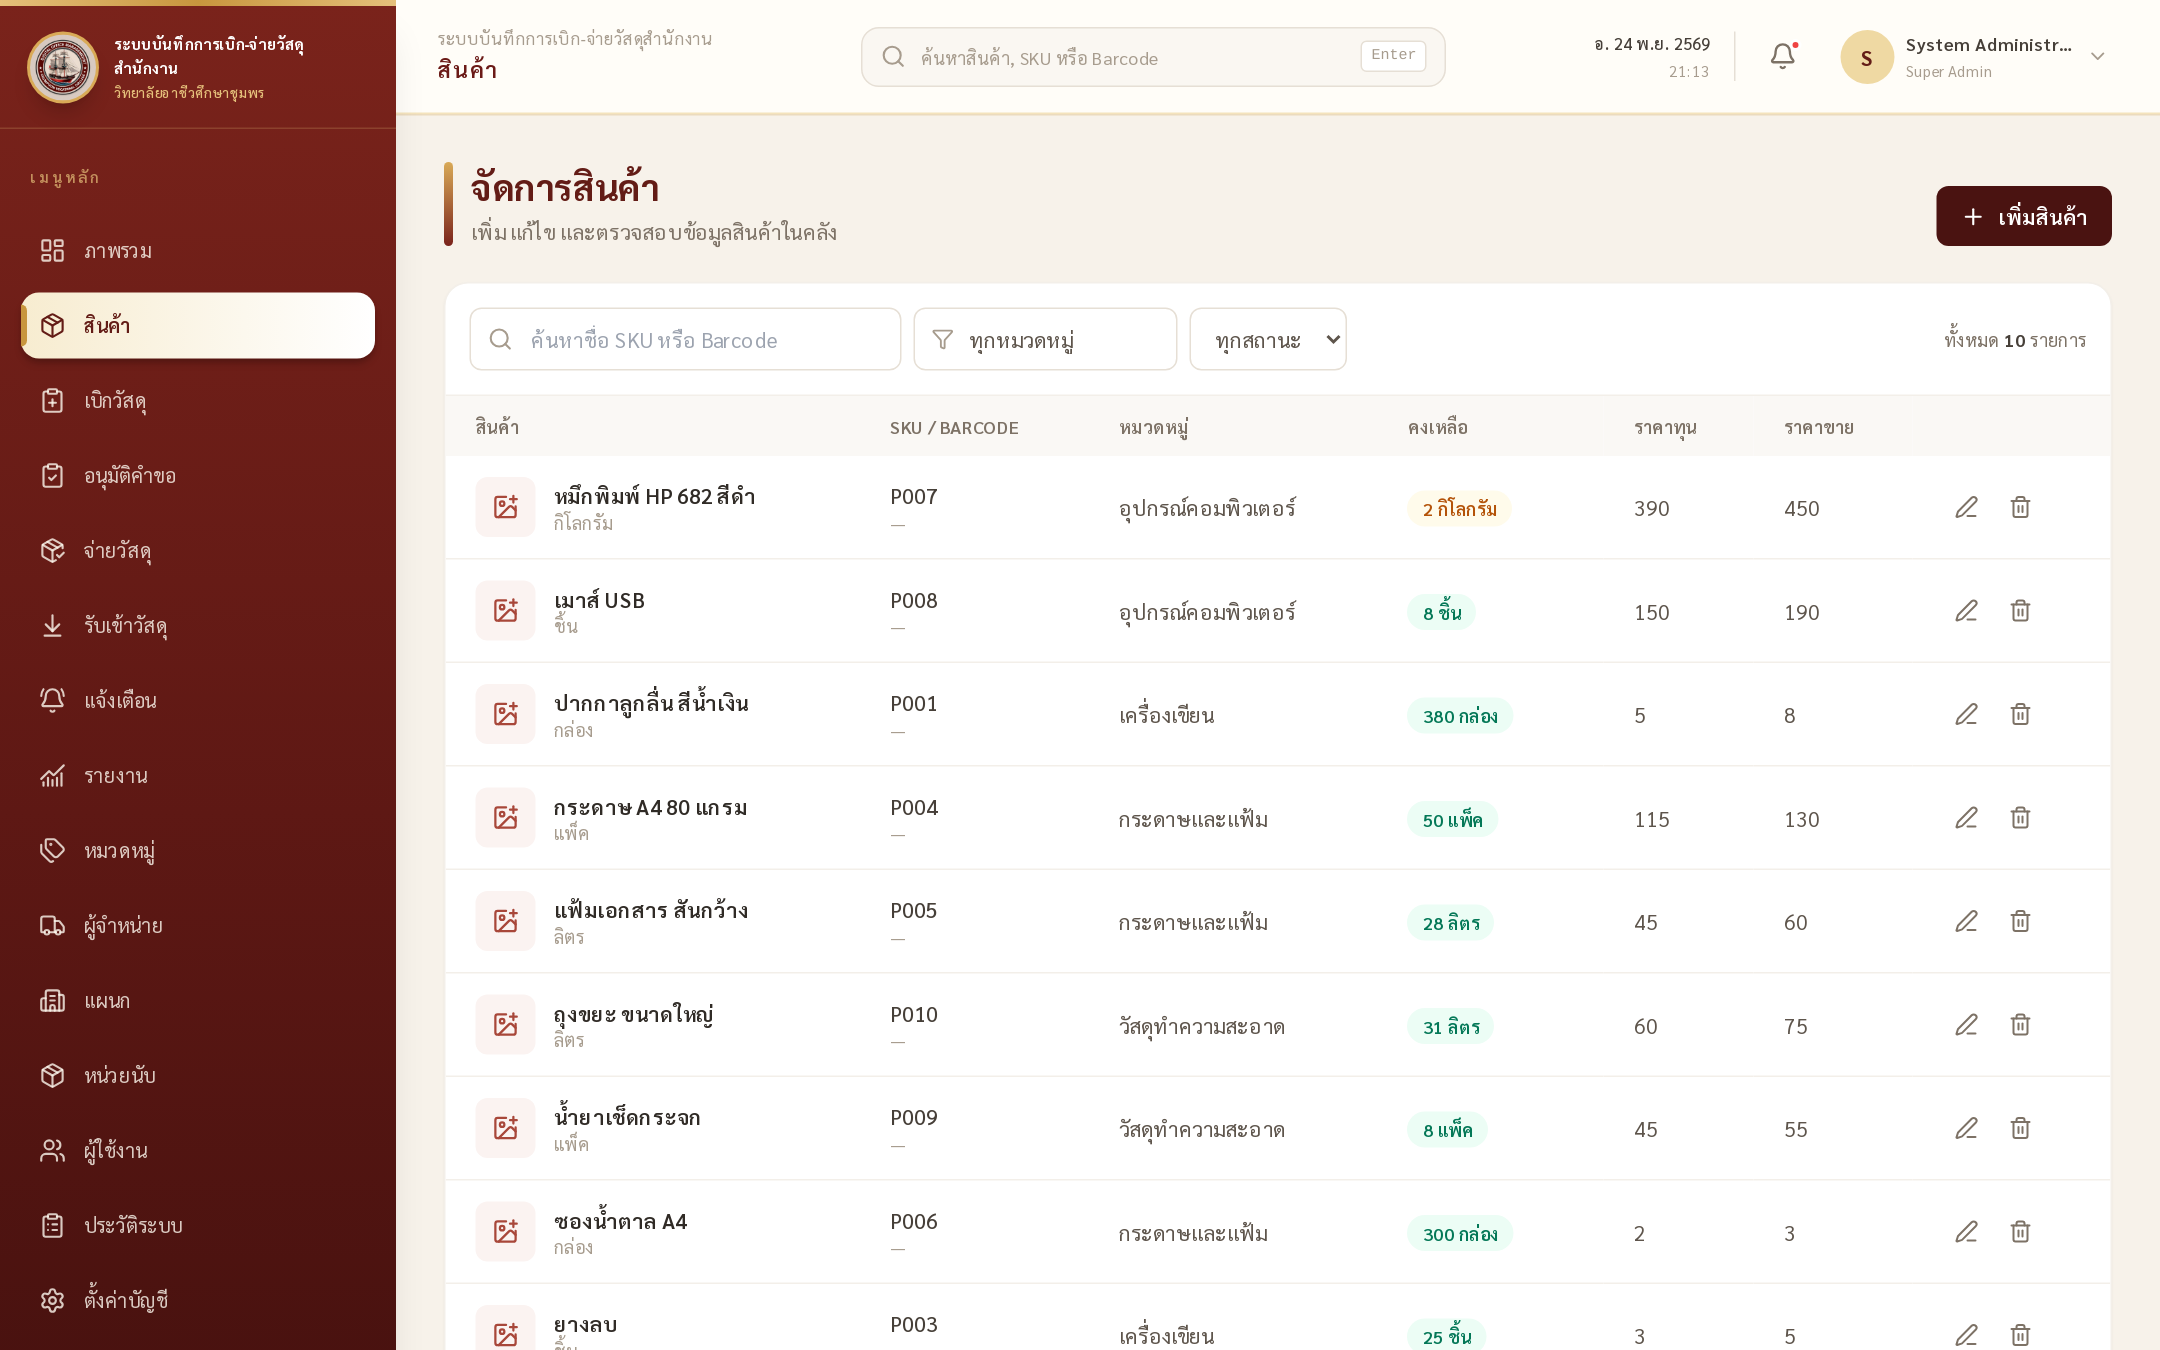 ระบบบันทึกการเบิก-จ่ายวัสดุ
สำนักงาน
วิทยาลัยอาชีวศึกษาชุมพร
เมนูหลัก
ภาพรวม
สินค้า
เบิกวัสดุ
อนุมัติคำขอ
จ่ายวัสดุ
รับเข้าวัสดุ
แจ้งเตือน
รายงาน
หมวดหมู่
ผู้จำหน่าย
แผนก
หน่วยนับ
ผู้ใช้งาน
ประวัติระบบ
ตั้งค่าบัญชี
ระบบบันทึกการเบิก-จ่ายวัสดุสำนักงาน
สินค้า
ค้นหาสินค้า, SKU หรือ Barcode
Enter
อ. 24 พ.ย. 2569
21:13
S
System Administr...
Super Admin
จัดการสินค้า
เพิ่ม แก้ไข และตรวจสอบข้อมูลสินค้าในคลัง
เพิ่มสินค้า
ค้นหาชื่อ SKU หรือ Barcode
ทุกหมวดหมู่
ทุกสถานะ
ทั้งหมด 10 รายการ
สินค้า SKU / BARCODE หมวดหมู่ คงเหลือ ราคาทุน ราคาขาย
หมึกพิมพ์ HP 682 สีดำ
กิโลกรัม
P007
—
อุปกรณ์คอมพิวเตอร์
2 กิโลกรัม
390
450
เมาส์ USB
ชิ้น
P008
—
อุปกรณ์คอมพิวเตอร์
8 ชิ้น
150
190
ปากกาลูกลื่น สีน้ำเงิน
กล่อง
P001
—
เครื่องเขียน
380 กล่อง
5
8
กระดาษ A4 80 แกรม
แพ็ค
P004
—
กระดาษและแฟ้ม
50 แพ็ค
115
130
แฟ้มเอกสาร สันกว้าง
ลิตร
P005
—
กระดาษและแฟ้ม
28 ลิตร
45
60
ถุงขยะ ขนาดใหญ่
ลิตร
P010
—
วัสดุทำความสะอาด
31 ลิตร
60
75
น้ำยาเช็ดกระจก
แพ็ค
P009
—
วัสดุทำความสะอาด
8 แพ็ค
45
55
ซองน้ำตาล A4
กล่อง
P006
—
กระดาษและแฟ้ม
300 กล่อง
2
3
ยางลบ
P003
เครื่องเขียน
25 ชิ้น
3
5